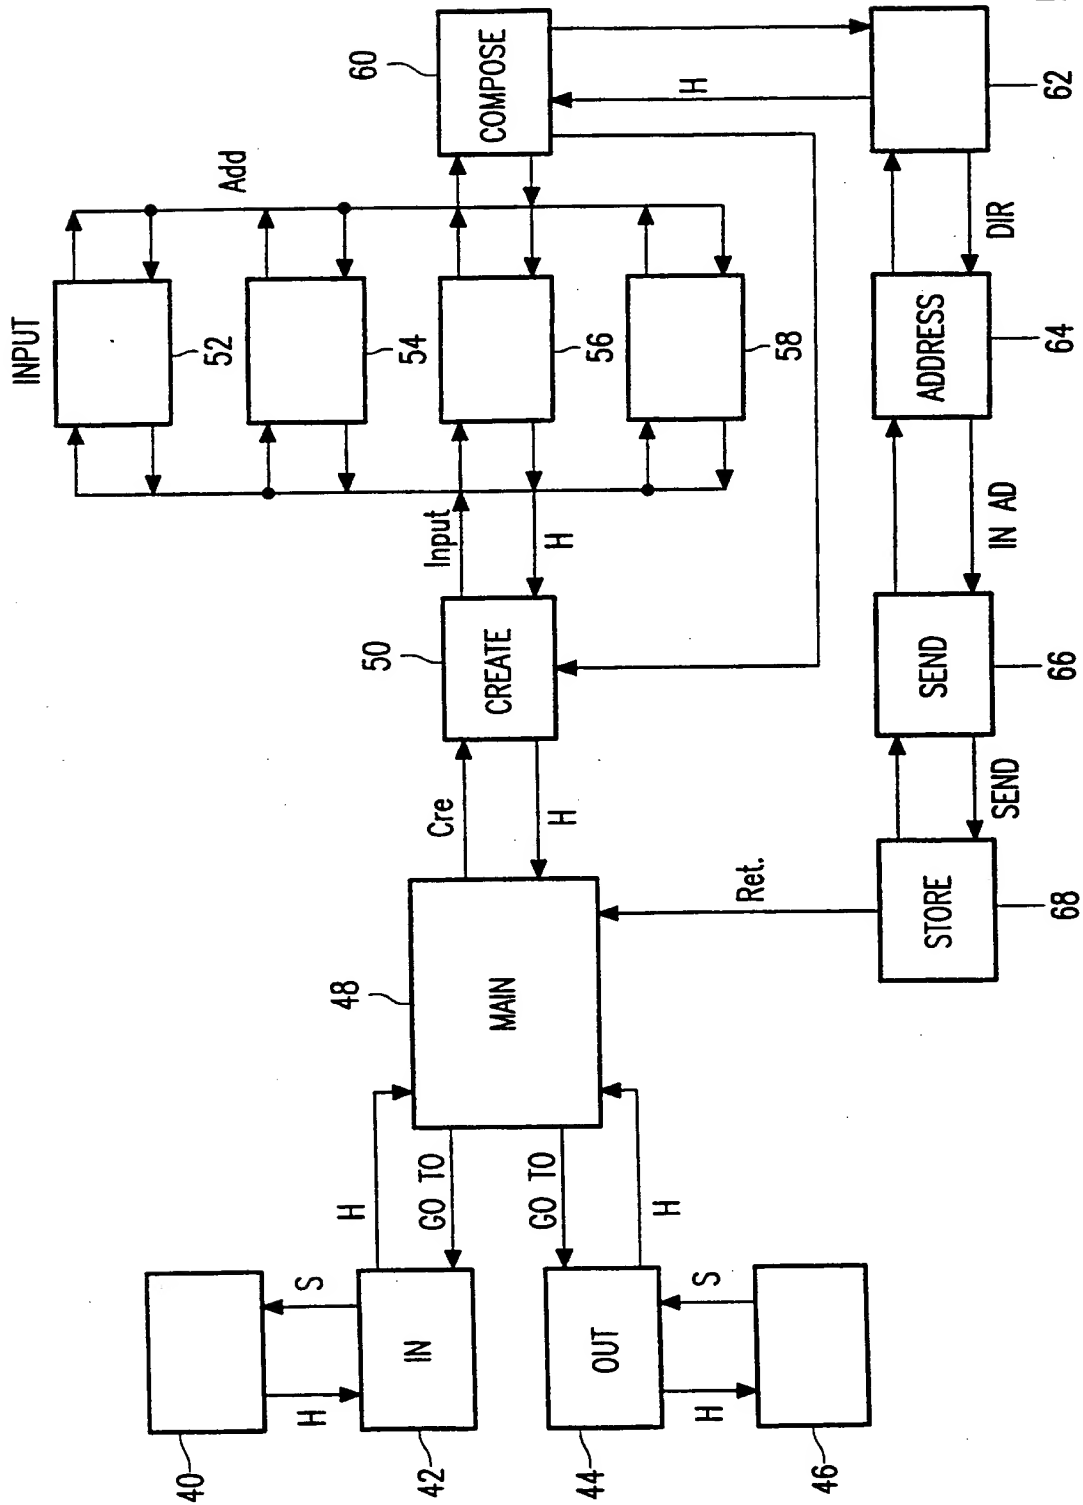 INPUT
52
54
56
58
Add
60
COMPOSE
H
62
DIR
ADDRESS
64
IN AD
SEND
66
SEND
STORE
68
Ret.
Input
H
50
CREATE
Cre
H
48
MAIN
H
GO TO
GO TO
H
40
S
H
IN
42
OUT
44
S
H
46